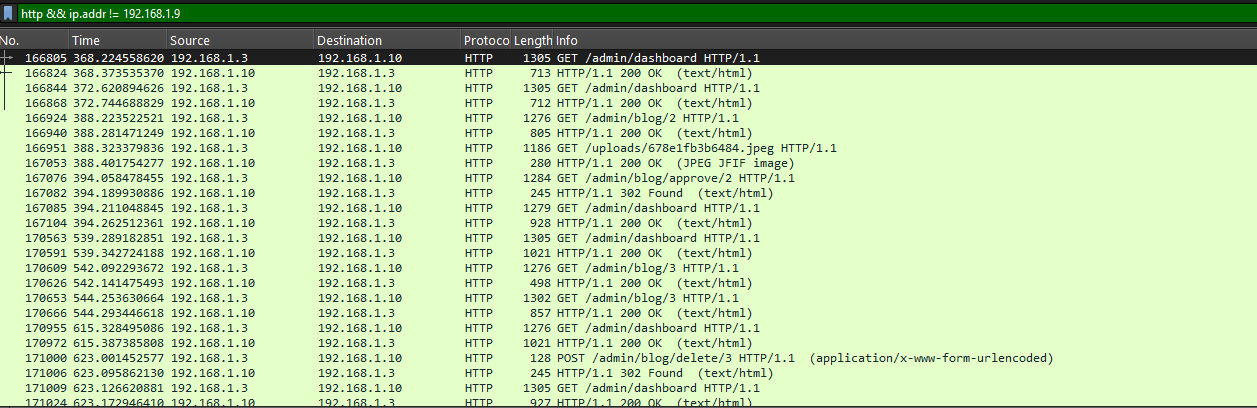 http && ip.addr != 192.168.1.9
No. Time Source Destination Protoco Length Info
166805 368.224558620 192.168.1.3 192.168.1.10 HTTP 1305 GET /admin/dashboard HTTP/1.1
166824 368.373535370 192.168.1.10 192.168.1.3 HTTP 713 HTTP/1.1 200 OK (text/html)
166844 372.620894626 192.168.1.3 192.168.1.10 HTTP 1305 GET /admin/dashboard HTTP/1.1
166868 372.744688829 192.168.1.10 192.168.1.3 HTTP 712 HTTP/1.1 200 OK (text/html)
166924 388.223522521 192.168.1.3 192.168.1.10 HTTP 1276 GET /admin/blog/2 HTTP/1.1
166940 388.281471249 192.168.1.10 192.168.1.3 HTTP 805 HTTP/1.1 200 OK (text/html)
166951 388.323379836 192.168.1.3 192.168.1.10 HTTP 1186 GET /uploads/678e1fb3b6484.jpeg HTTP/1.1
167053 388.401754277 192.168.1.10 192.168.1.3 HTTP 280 HTTP/1.1 200 OK (JPEG JFIF image)
167076 394.058478455 192.168.1.3 192.168.1.10 HTTP 1284 GET /admin/blog/approve/2 HTTP/1.1
167082 394.189930886 192.168.1.10 192.168.1.3 HTTP 245 HTTP/1.1 302 Found (text/html)
167085 394.211048845 192.168.1.3 192.168.1.10 HTTP 1279 GET /admin/dashboard HTTP/1.1
167104 394.262512361 192.168.1.10 192.168.1.3 HTTP 928 HTTP/1.1 200 OK (text/html)
170563 539.289182851 192.168.1.3 192.168.1.10 HTTP 1305 GET /admin/dashboard HTTP/1.1
170591 539.342724188 192.168.1.10 192.168.1.3 HTTP 1021 HTTP/1.1 200 OK (text/html)
170609 542.092293672 192.168.1.3 192.168.1.10 HTTP 1276 GET /admin/blog/3 HTTP/1.1
170626 542.141475493 192.168.1.10 192.168.1.3 HTTP 498 HTTP/1.1 200 OK (text/html)
170653 544.253630664 192.168.1.3 192.168.1.10 HTTP 1302 GET /admin/blog/3 HTTP/1.1
170666 544.293446618 192.168.1.10 192.168.1.3 HTTP 857 HTTP/1.1 200 OK (text/html)
170955 615.328495086 192.168.1.3 192.168.1.10 HTTP 1276 GET /admin/dashboard HTTP/1.1
170972 615.387385808 192.168.1.10 192.168.1.3 HTTP 1021 HTTP/1.1 200 OK (text/html)
171000 623.001452577 192.168.1.3 192.168.1.10 HTTP 128 POST /admin/blog/delete/3 HTTP/1.1 (application/x-www-form-urlencoded)
171006 623.095862130 192.168.1.10 192.168.1.3 HTTP 245 HTTP/1.1 302 Found (text/html)
171009 623.126620881 192.168.1.3 192.168.1.10 HTTP 1305 GET /admin/dashboard HTTP/1.1
171024 623.172946410 192.168.1.10 192.168.1.3 HTTP 927 HTTP/1.1 200 OK (text/html)